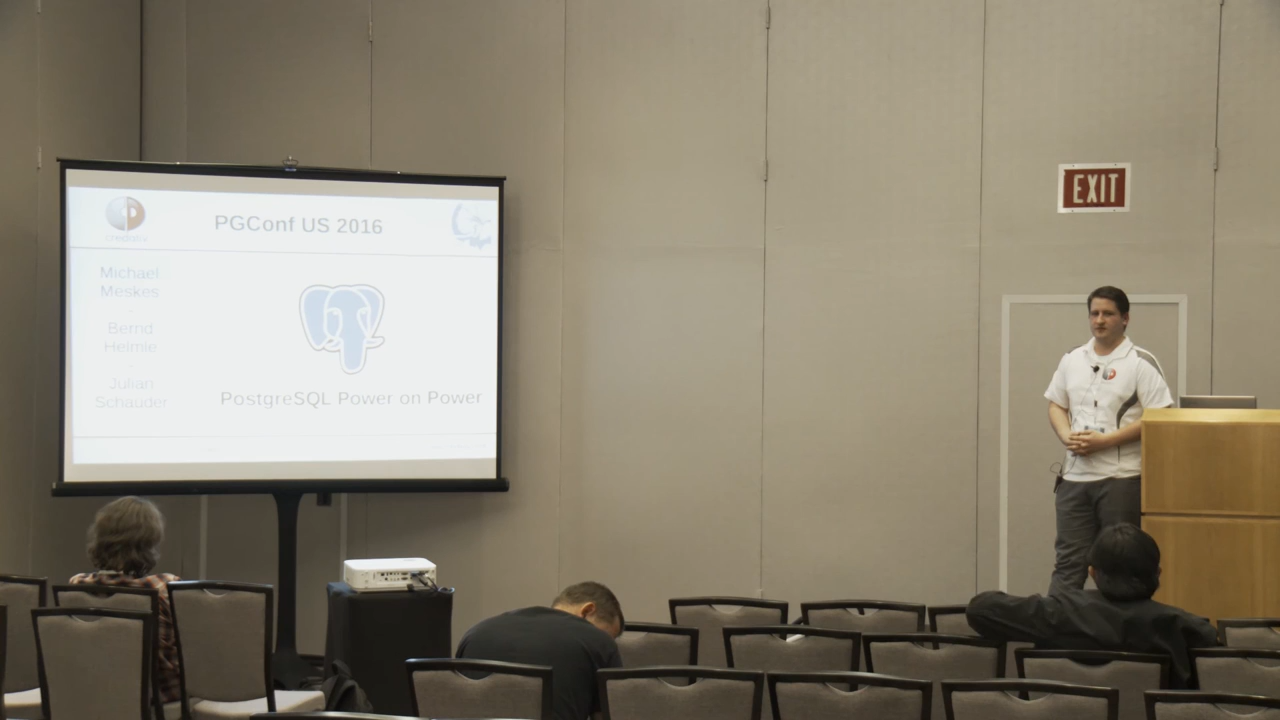 credativ
PGConf US 2016
Michael
Meskes
-
Bernd
Helmle
-
Julian
Schauder
PostgreSQL Power on Power
EXIT